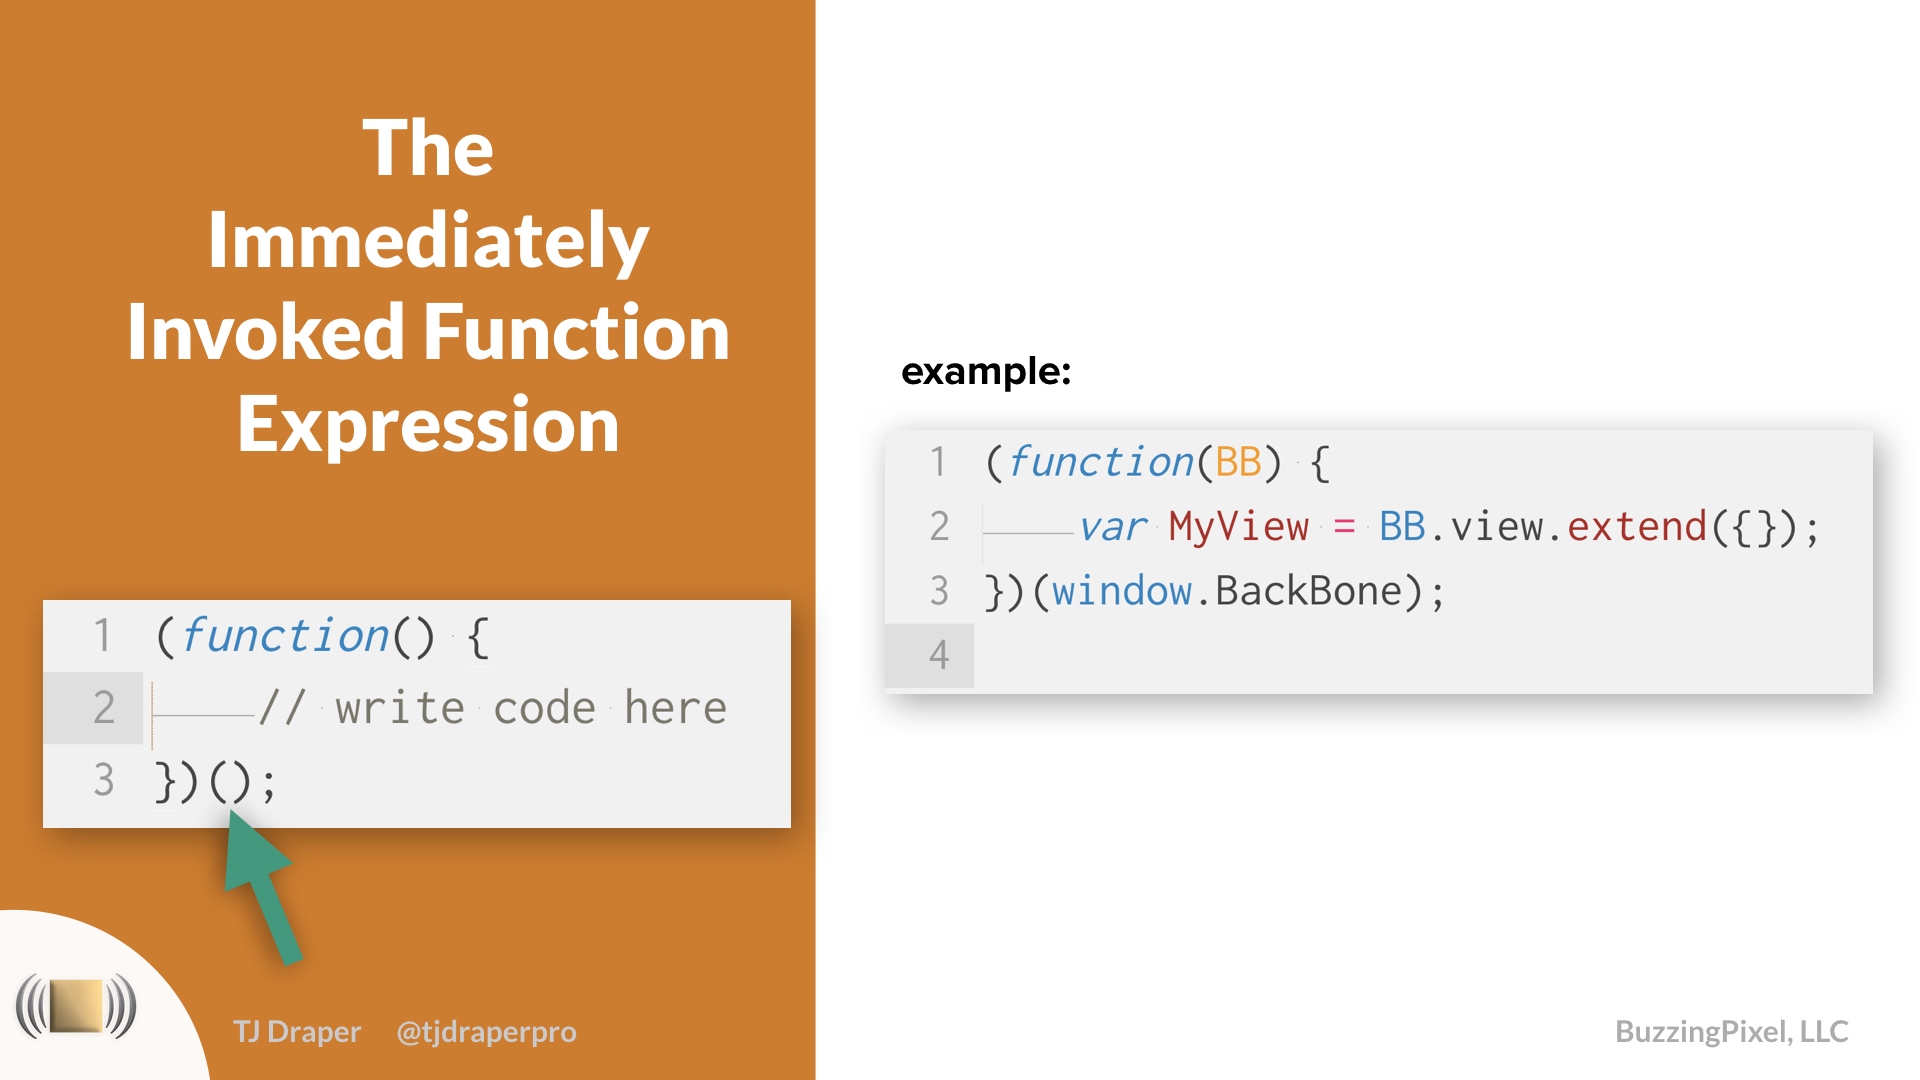 The
Immediately
Invoked Function
Expression
1 (function() {
2 // write code here
3 })();
example:
1 (function(BB) {
2 var MyView = BB.view.extend({});
3 })(window.BackBone);
4
TJ Draper @tjdraperpro
BuzzingPixel, LLC